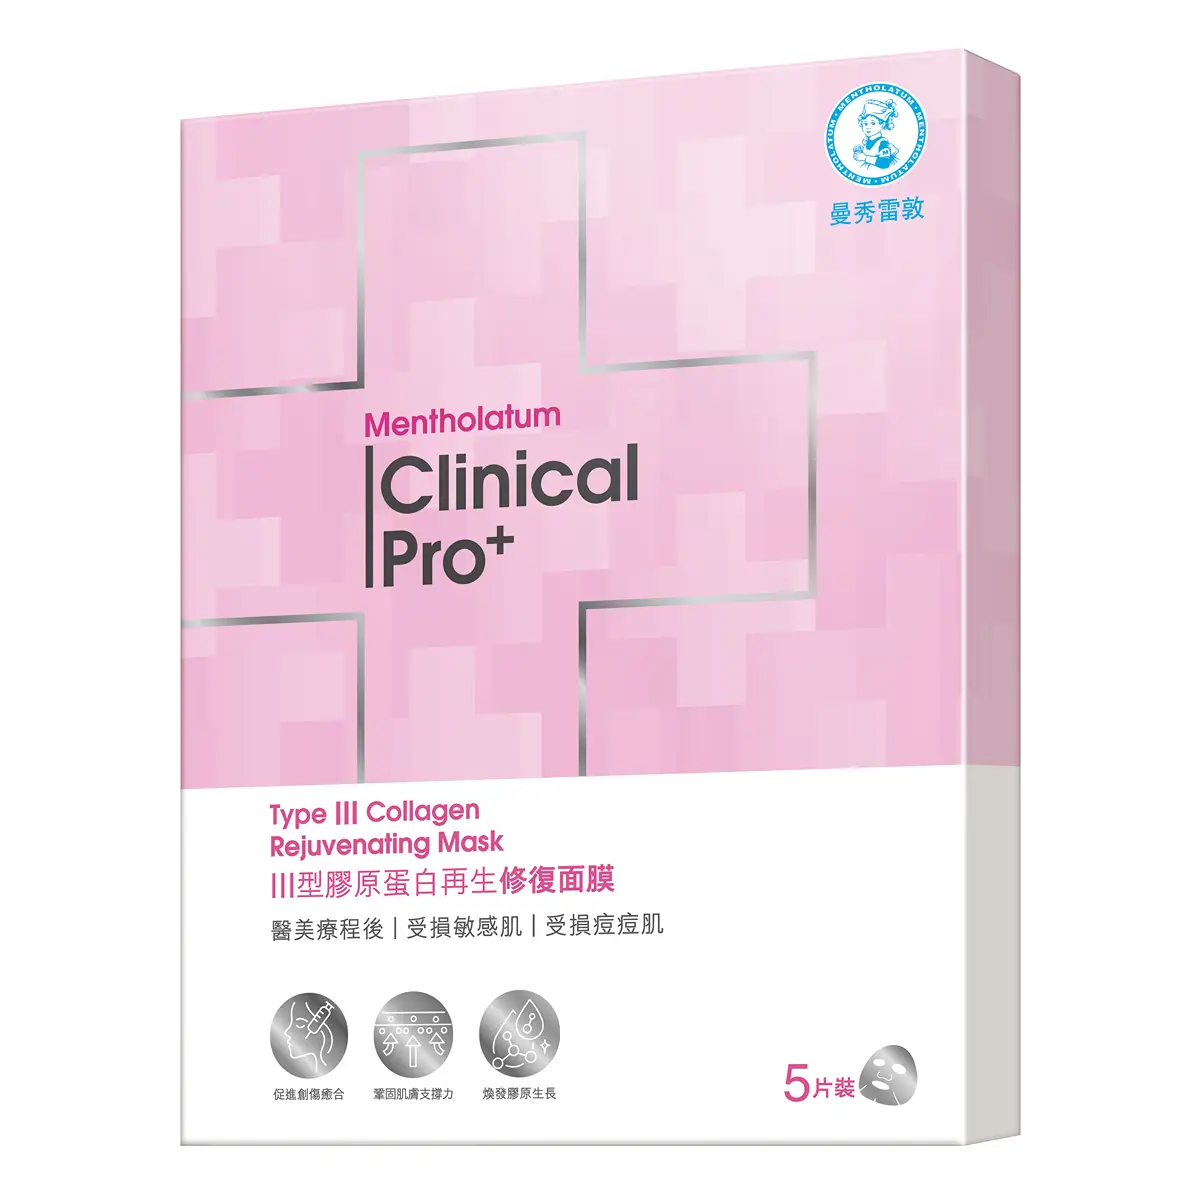 MENTHOLATUM · MENTHOLATUM · MENTHOLATUM ·
M
曼秀雷敦
Mentholatum
Clinical
Pro+
Type III Collagen
Rejuvenating Mask
III型膠原蛋白再生修復面膜
醫美療程後 | 受損敏感肌 | 受損痘痘肌
促進創傷癒合 鞏固肌膚支撐力 煥發膠原生長
5片裝